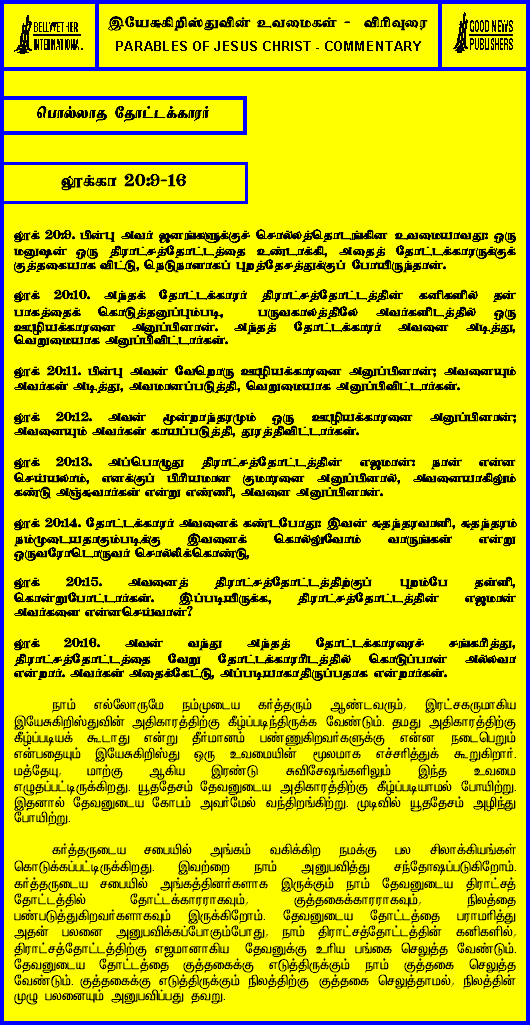 BELLWETHER
INTERNATIONAL
இயேசுகிறிஸ்துவின் உவமைகள் - விரிவுரை
PARABLES OF JESUS CHRIST - COMMENTARY
GOOD NEWS
PUBLISHERS
பொல்லாத தோட்டக்காரர்
லூக்கா 20:9-16
லூக் 20:9. பின்பு அவர் ஜனங்களுக்குச் சொல்லத்தொடங்கின உவமையாவது: ஒரு
மனுஷன் ஒரு திராட்சத்தோட்டத்தை உண்டாக்கி, அதைத் தோட்டக்காரருக்குக்
குத்தகையாக விட்டு, நெடுநாளாகப் புறத்தேசத்துக்குப் போயிருந்தான்.
லூக் 20:10. அந்தக் தோட்டக்காரர் திராட்சத்தோட்டத்தின் கனிகளில் தன்
பாகத்தைக் கொடுத்தனுப்பும்படி, பருவகாலத்திலே அவர்களிடத்தில் ஒரு
ஊழியக்காரனை அனுப்பினான். அந்தத் தோட்டக்காரர் அவனை அடித்து,
வெறுமையாக அனுப்பிவிட்டார்கள்.
லூக் 20:11. பின்பு அவன் வேறொரு ஊழியக்காரனை அனுப்பினான்; அவனையும்
அவர்கள் அடித்து, அவமானப்படுத்தி, வெறுமையாக அனுப்பிவிட்டார்கள்.
லூக் 20:12. அவன் மூன்றாந்தரமும் ஒரு ஊழியக்காரனை அனுப்பினான்;
அவனையும் அவர்கள் காயப்படுத்தி, துரத்திவிட்டார்கள்.
லூக் 20:13. அப்பொழுது திராட்சத்தோட்டத்தின் எஜமான்: நான் என்ன
செய்யலாம், எனக்குப் பிரியமான குமாரனை அனுப்பினால், அவனையாகிலும்
கண்டு அஞ்சுவார்கள் என்று எண்ணி, அவனை அனுப்பினான்.
லூக் 20:14. தோட்டக்காரர் அவனைக் கண்டபோது: இவன் சுதந்தரவாளி, சுதந்தரம்
நம்முடையதாகும்படிக்கு இவனைக் கொல்லுவோம் வாருங்கள் என்று
ஒருவரோடொருவர் சொல்லிக்கொண்டு,
லூக் 20:15. அவனைத் திராட்சத்தோட்டத்திற்குப் புறம்பே தள்ளி,
கொன்றுபோட்டார்கள். இப்படியிருக்க, திராட்சத்தோட்டத்தின் எஜமான்
அவர்களை என்னசெய்வான்?
லூக் 20:16. அவன் வந்து அந்தத் தோட்டக்காரரைச் சங்கரித்து,
திராட்சத்தோட்டத்தை வேறு தோட்டக்காரரிடத்தில் கொடுப்பான் அல்லவா
என்றார். அவர்கள் அதைக்கேட்டு, அப்படியாகாதிருப்பதாக என்றார்கள்.
நாம் எல்லோருமே நம்முடைய கர்த்தரும் ஆண்டவரும், இரட்சகருமாகிய
இயேசுகிறிஸ்துவின் அதிகாரத்திற்கு கீழ்ப்படிந்திருக்க வேண்டும். தமது அதிகாரத்திற்கு
கீழ்ப்படியக் கூடாது என்று தீர்மானம் பண்ணுகிறவர்களுக்கு என்ன நடைபெறும்
என்பதையும் இயேசுகிறிஸ்து ஒரு உவமையின் மூலமாக எச்சரித்துக் கூறுகிறார்.
மத்தேயு, மாற்கு ஆகிய இரண்டு சுவிசேஷங்களிலும் இந்த உவமை
எழுதப்பட்டிருக்கிறது. யூததேசம் தேவனுடைய அதிகாரத்திற்கு கீழ்ப்படியாமல் போயிற்று.
இதனால் தேவனுடைய கோபம் அவர்மேல் வந்திறங்கிற்று. முடிவில் யூததேசம் அழிந்து
போயிற்று.
கர்த்தருடைய சபையில் அங்கம் வகிக்கிற நமக்கு பல சிலாக்கியங்கள்
கொடுக்கப்பட்டிருக்கிறது. இவற்றை நாம் அனுபவித்து சந்தோஷப்படுகிறோம்.
கர்த்தருடைய சபையில் அங்கத்தினர்களாக இருக்கும் நாம் தேவனுடைய திராட்சத்
தோட்டத்தில் தோட்டக்காரராகவும், குத்தகைக்காரராகவும், நிலத்தை
பண்படுத்துகிறவர்களாகவும் இருக்கிறோம். தேவனுடைய தோட்டத்தை பராமரித்து
அதன் பலனை அனுபவிக்கப்போகும்போது, நாம் திராட்சத்தோட்டத்தின் கனிகளில்,
திராட்சத்தோட்டத்திற்கு எஜமானாகிய தேவனுக்கு உரிய பங்கை செலுத்த வேண்டும்.
தேவனுடைய தோட்டத்தை குத்தகைக்கு எடுத்திருக்கும் நாம் குத்தகை செலுத்த
வேண்டும். குத்தகைக்கு எடுத்திருக்கும் நிலத்திற்கு குத்தகை செலுத்தாமல், நிலத்தின்
முழு பலனையும் அனுபவிப்பது தவறு.